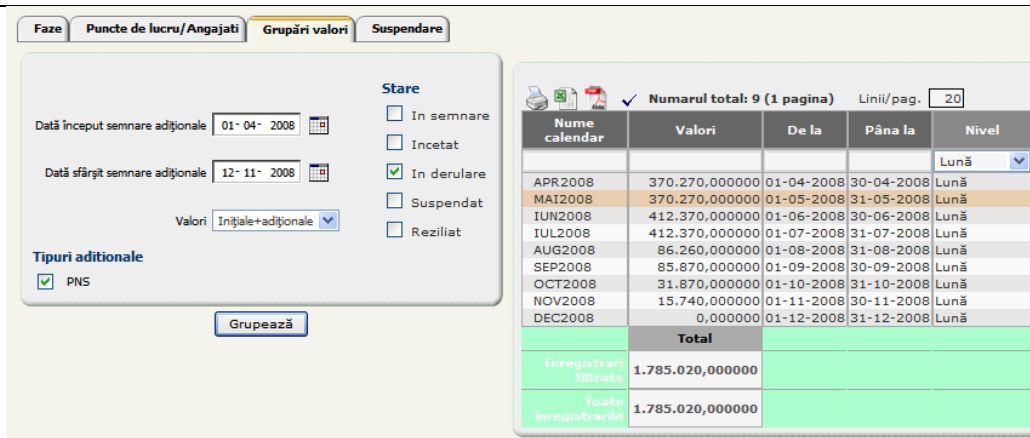 Faze Puncte de lucru/Angajati Grupări valori Suspendare
Stare
Dată început semnare adiţionale 01- 04- 2008
In semnare
Incetat
Dată sfârşit semnare adiţionale 12- 11- 2008
In derulare
Suspendat
Valori Iniţiale+adiţionale
Reziliat
Tipuri aditionale
PNS
Grupează
Numarul total: 9 (1 pagina) Linii/pag. 20
Nume calendar Valori De la Pâna la Nivel
Lună
APR2008 370.270,000000 01-04-2008 30-04-2008 Lună
MAI2008 370.270,000000 01-05-2008 31-05-2008 Lună
IUN2008 412.370,000000 01-06-2008 30-06-2008 Lună
IUL2008 412.370,000000 01-07-2008 31-07-2008 Lună
AUG2008 86.260,000000 01-08-2008 31-08-2008 Lună
SEP2008 85.870,000000 01-09-2008 30-09-2008 Lună
OCT2008 31.870,000000 01-10-2008 31-10-2008 Lună
NOV2008 15.740,000000 01-11-2008 30-11-2008 Lună
DEC2008 0,000000 01-12-2008 31-12-2008 Lună
Total
Inregistrari filtrate 1.785.020,000000
Toate înregistrarile 1.785.020,000000